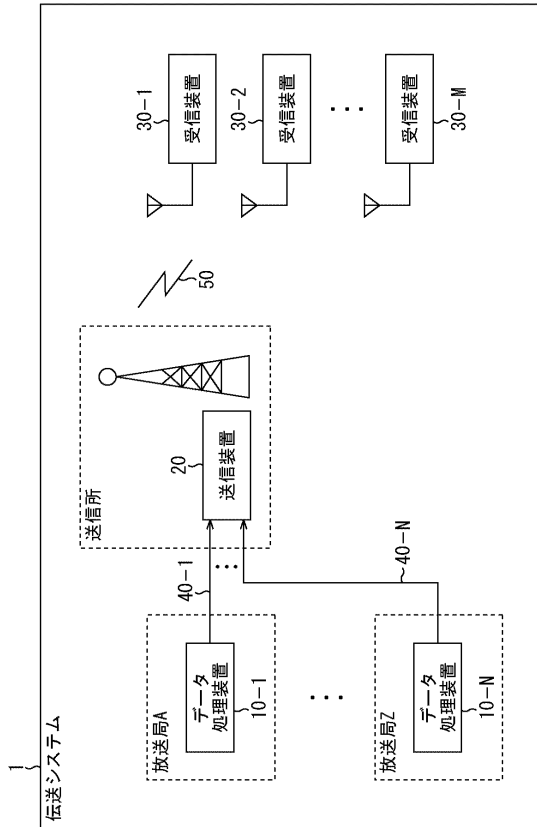 1
伝送システム
放送局A
データ
処理装置
10-1
放送局Z
データ
処理装置
10-N
40-1
40-N
送信所
20
送信装置
50
30-1
受信装置
30-2
受信装置
30-M
受信装置